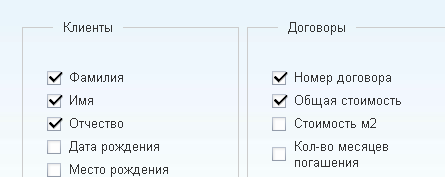 Клиенты
Фамилия
Имя
Отчество
Дата рождения
Место рождения
Договоры
Номер договора
Общая стоимость
Стоимость м2
Кол-во месяцев
погашения